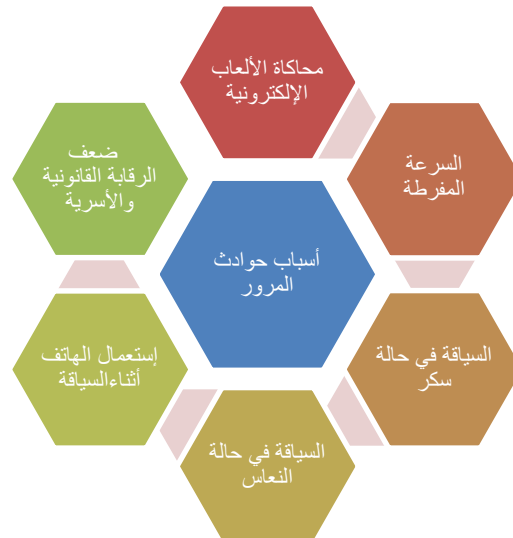 محاكاة الألعاب
الإلكترونية
السرعة
المفرطة
السياقة في حالة
سكر
السياقة في حالة
النعاس
إستعمال الهاتف
أثناءالسياقة
ضعف
الرقابة القانونية
والأسرية
أسباب حوادث
المرور